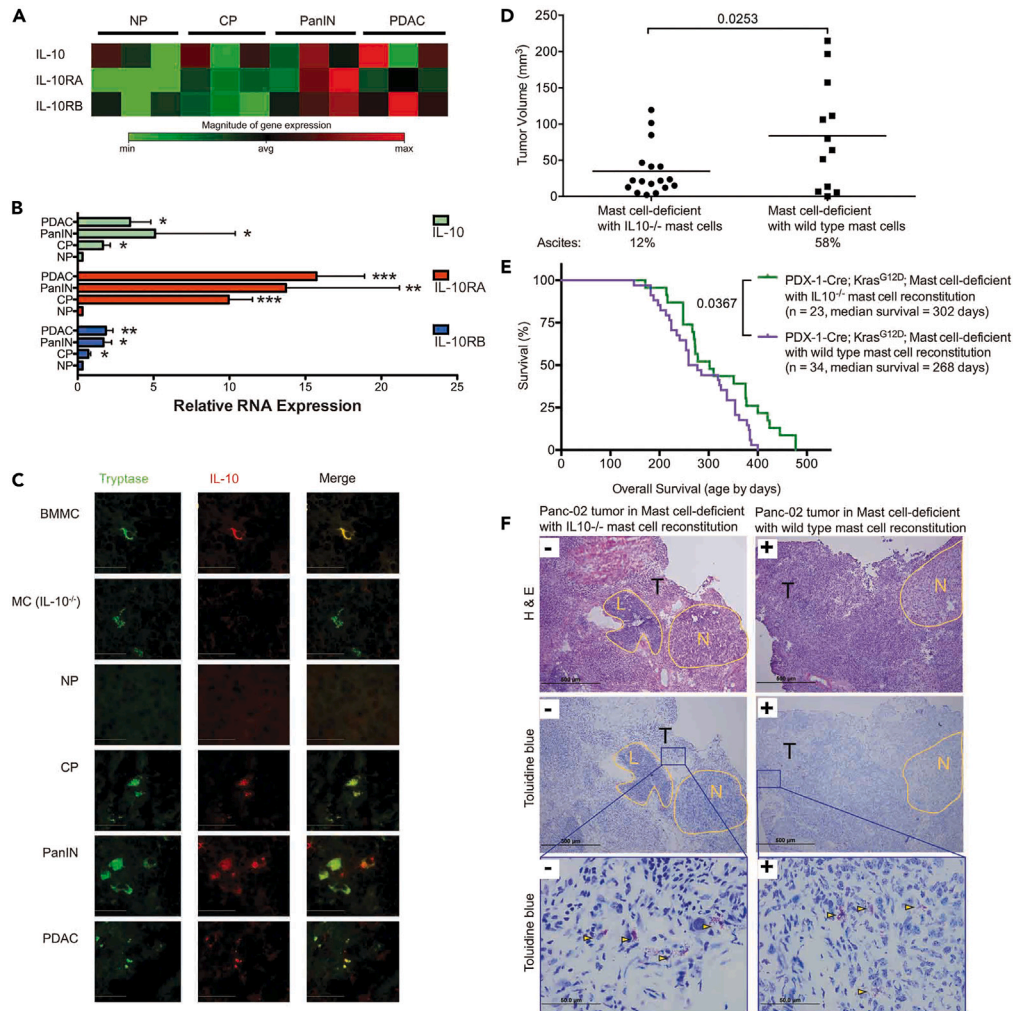 A
NP CP PanIN PDAC
IL-10
IL-10RA
IL-10RB
Magnitude of gene expression
min avg max
B
PDAC *
PanIN *
CP *
NP
IL-10
PDAC ***
PanIN **
CP ***
NP
IL-10RA
PDAC **
PanIN *
CP *
NP
IL-10RB
0 5 10 15 20 25
Relative RNA Expression
C
Tryptase IL-10 Merge
BMMC
MC (IL-10-/-)
NP
CP
PanIN
PDAC
D
0.0253
Tumor Volume (mm³)
250
200
150
100
50
0
Mast cell-deficient
with IL10-/- mast cells
Mast cell-deficient
with wild type mast cells
Ascites: 12% 58%
E
Survival (%)
100
75
50
25
0
0 100 200 300 400 500
Overall Survival (age by days)
0.0367
PDX-1-Cre; KrasG12D; Mast cell-deficient
with IL10-/- mast cell reconstitution
(n = 23, median survival = 302 days)
PDX-1-Cre; KrasG12D; Mast cell-deficient
with wild type mast cell reconstitution
(n = 34, median survival = 268 days)
F
Panc-02 tumor in Mast cell-deficient
with IL10-/- mast cell reconstitution
Panc-02 tumor in Mast cell-deficient
with wild type mast cell reconstitution
H & E
-
T
L
N
+
T
N
Toluidine blue
-
T
L
N
+
T
N
Toluidine blue
-
+